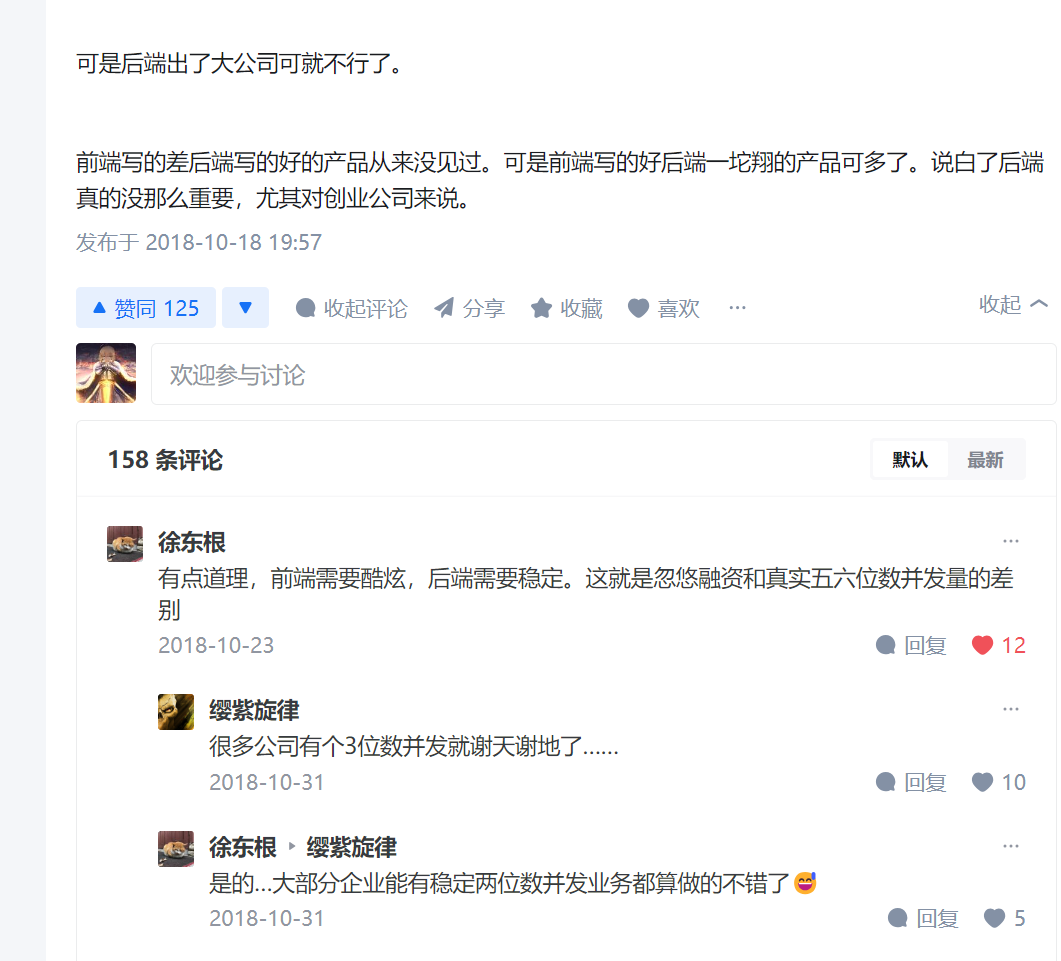 可是后端出了大公司可就不行了。
前端写的差后端写的好的产品从来没见过。可是前端写的好后端一坨翔的产品可多了。说白了后端
真的没那么重要，尤其对创业公司来说。
发布于 2018-10-18 19:57
赞同 125 收起评论 分享 收藏 喜欢 ··· 收起
欢迎参与讨论
158 条评论 默认 最新
徐东根
有点道理，前端需要酷炫，后端需要稳定。这就是忽悠融资和真实五六位数并发量的差
别
2018-10-23 回复 12
缨紫旋律
很多公司有个3位数并发就谢天谢地了……
2018-10-31 回复 10
徐东根 缨紫旋律
是的…大部分企业能有稳定两位数并发业务都算做的不错了😅
2018-10-31 回复 5